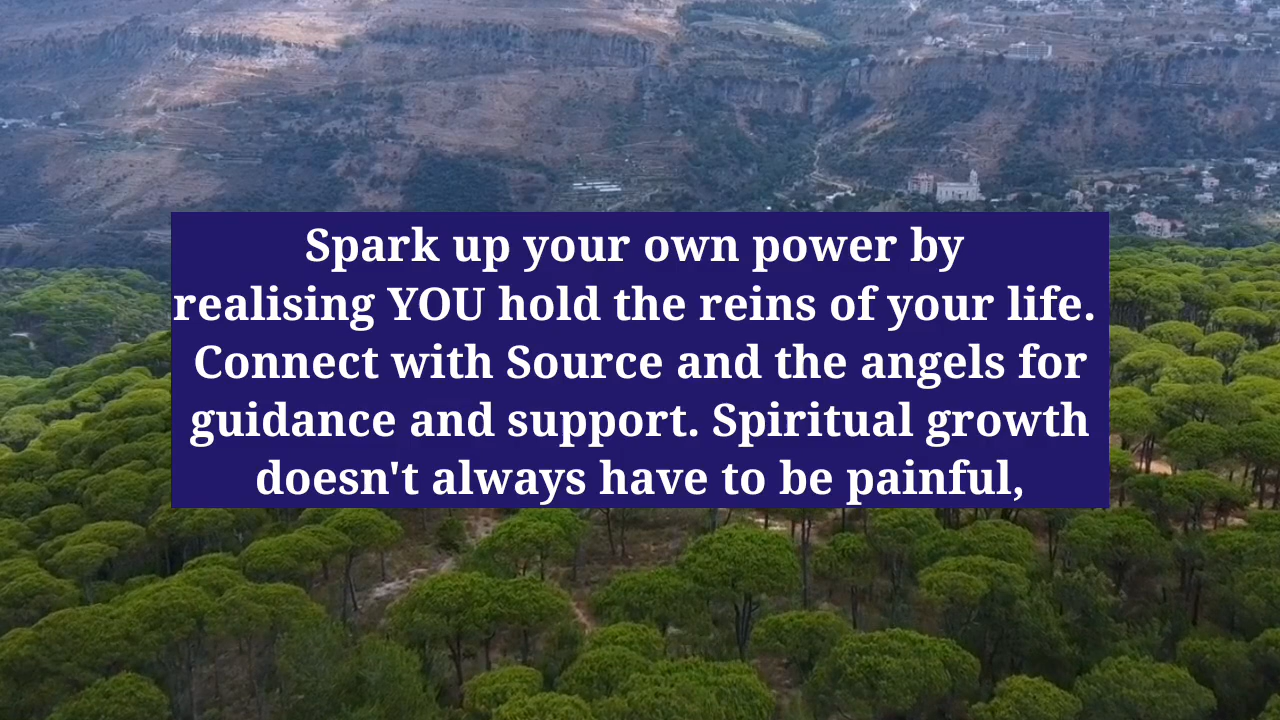 Spark up your own power by
realising YOU hold the reins of your life.
Connect with Source and the angels for
guidance and support. Spiritual growth
doesn't always have to be painful,